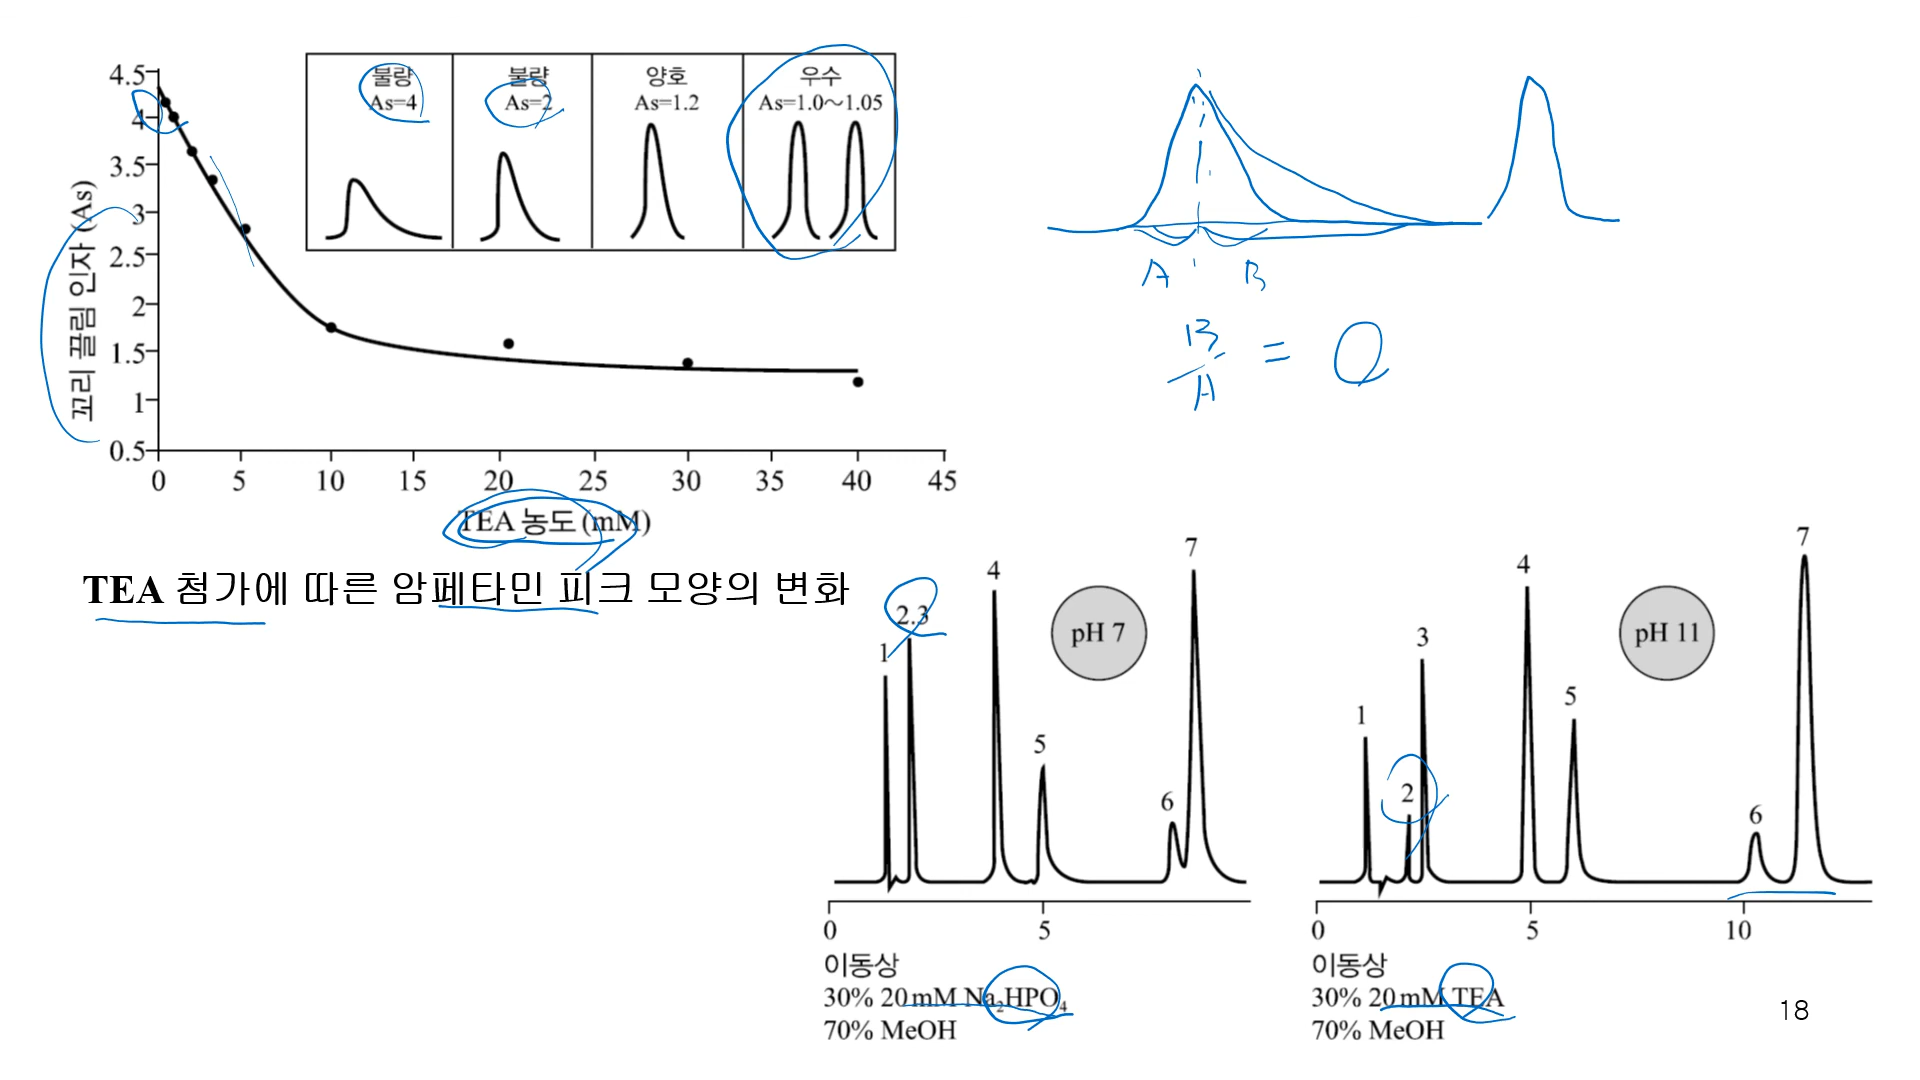 불량
As=4
불량
As=2
양호
As=1.2
우수
As=1.0～1.05
4.5
4
3.5
3
2.5
2
1.5
1
0.5
꼬리 끌림 인자 (As)
0 5 10 15 20 25 30 35 40 45
TEA 농도 (mM)
A B
B
A
=
TEA 첨가에 따른 암페타민 피크 모양의 변화
1
2.3
4
5
6
7
pH 7
0 5
이동상
30% 20 mM Na₂HPO₄
70% MeOH
1
2
3
4
5
6
7
pH 11
0 5 10
이동상
30% 20 mM TEA
70% MeOH
18